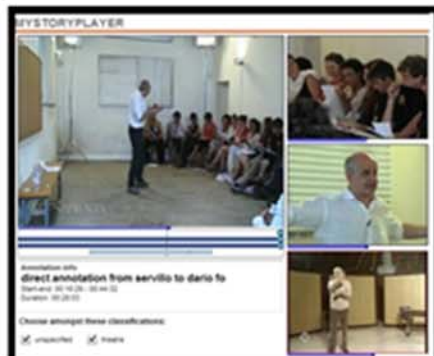 MYSTORYPLAYER
Annotation info
direct annotation from servillo to dario fo
Choose amongst these classifications:
unspecified
theatre